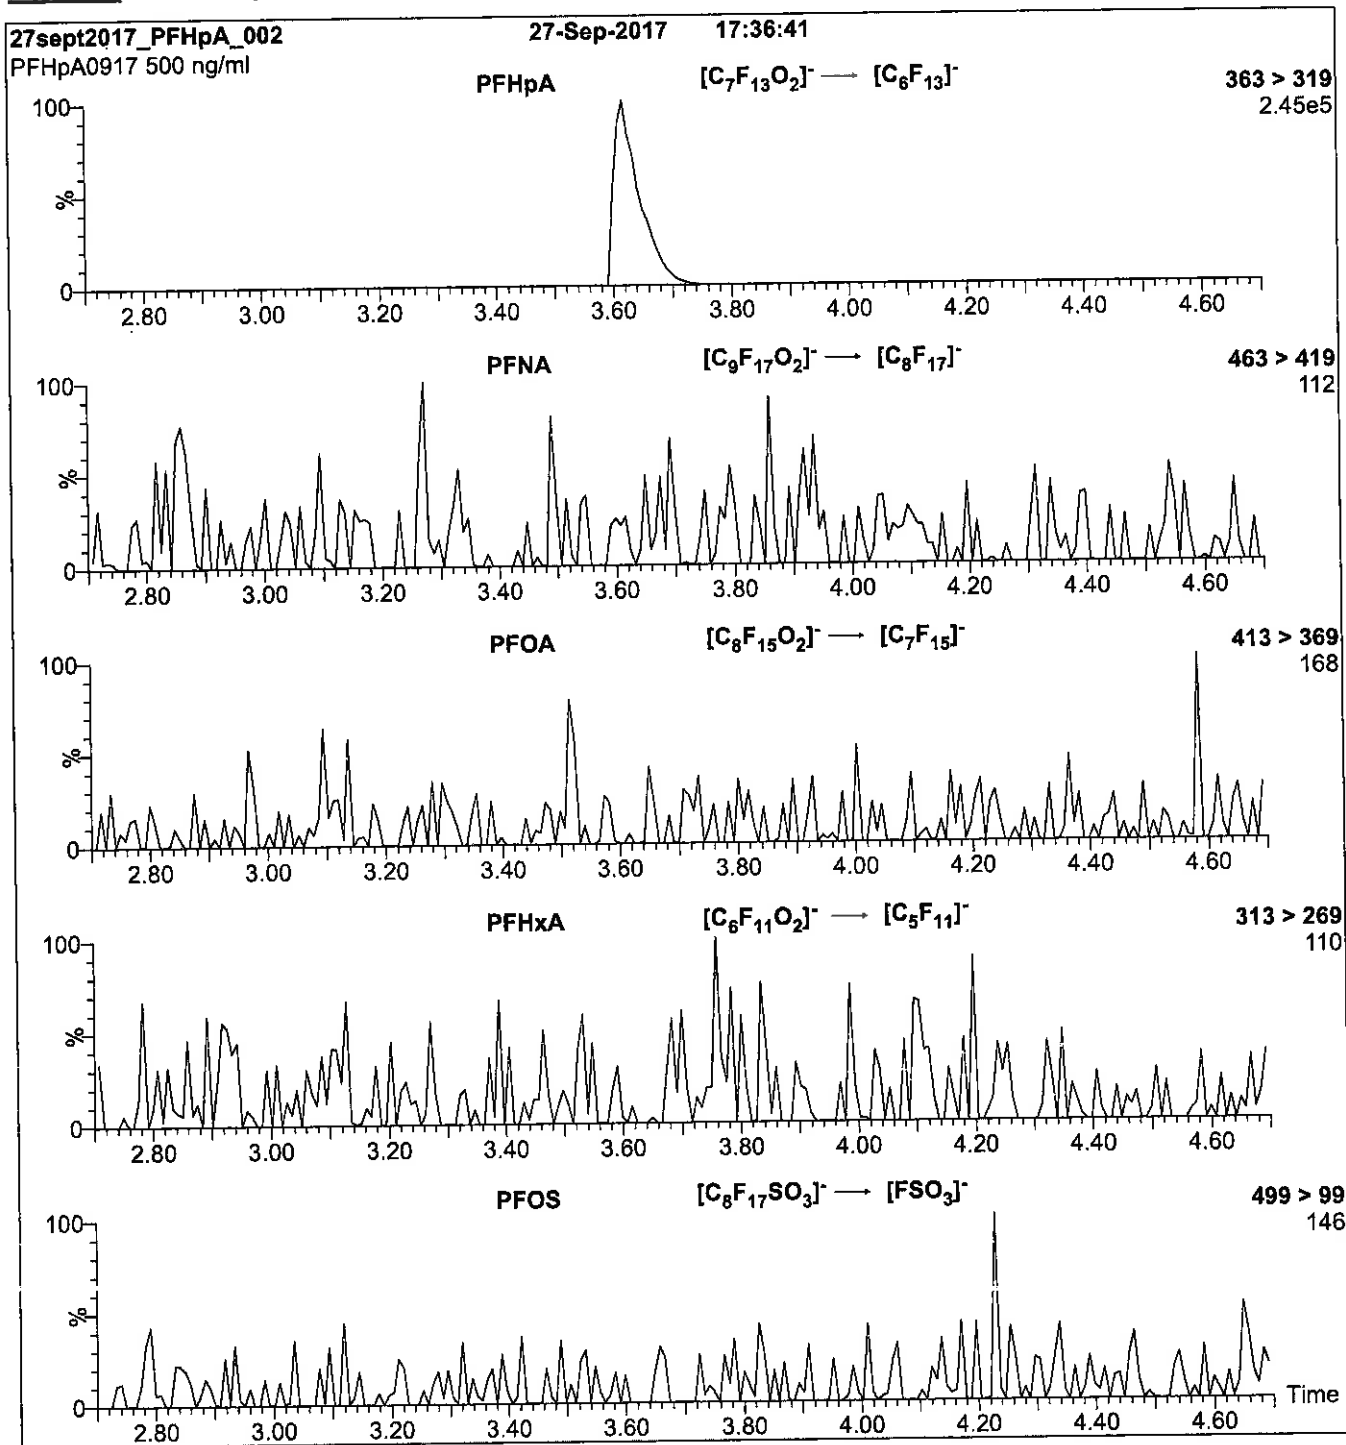 27sept2017_PFHpA_002 27-Sep-2017 17:36:41
PFHpA0917 500 ng/ml
PFHpA [C₇F₁₃O₂]⁻ → [C₆F₁₃]⁻ 363 > 319
2.45e5
100
%
0
2.80 3.00 3.20 3.40 3.60 3.80 4.00 4.20 4.40 4.60
PFNA [C₉F₁₇O₂]⁻ → [C₈F₁₇]⁻ 463 > 419
112
100
%
0
2.80 3.00 3.20 3.40 3.60 3.80 4.00 4.20 4.40 4.60
PFOA [C₈F₁₅O₂]⁻ → [C₇F₁₅]⁻ 413 > 369
168
100
%
0
2.80 3.00 3.20 3.40 3.60 3.80 4.00 4.20 4.40 4.60
PFHxA [C₆F₁₁O₂]⁻ → [C₅F₁₁]⁻ 313 > 269
110
100
%
0
2.80 3.00 3.20 3.40 3.60 3.80 4.00 4.20 4.40 4.60
PFOS [C₈F₁₇SO₃]⁻ → [FSO₃]⁻ 499 > 99
146
100
%
0
Time
2.80 3.00 3.20 3.40 3.60 3.80 4.00 4.20 4.40 4.60